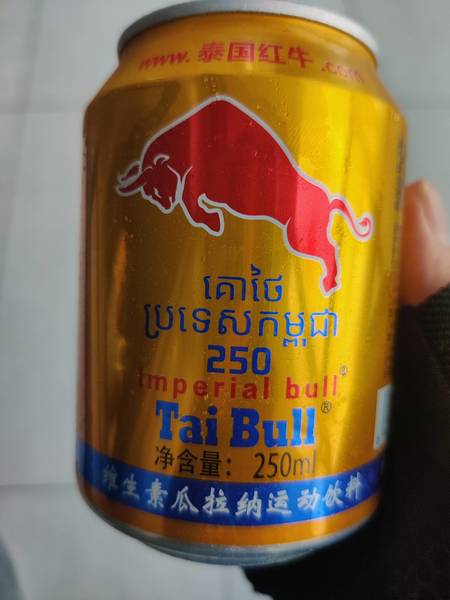 www.泰国红牛.com
គោថៃ
ប្រទេសកម្ពុជា
250
Imperial bull®
Tai Bull®
净含量： 250ml
维生素瓜拉纳运动饮料